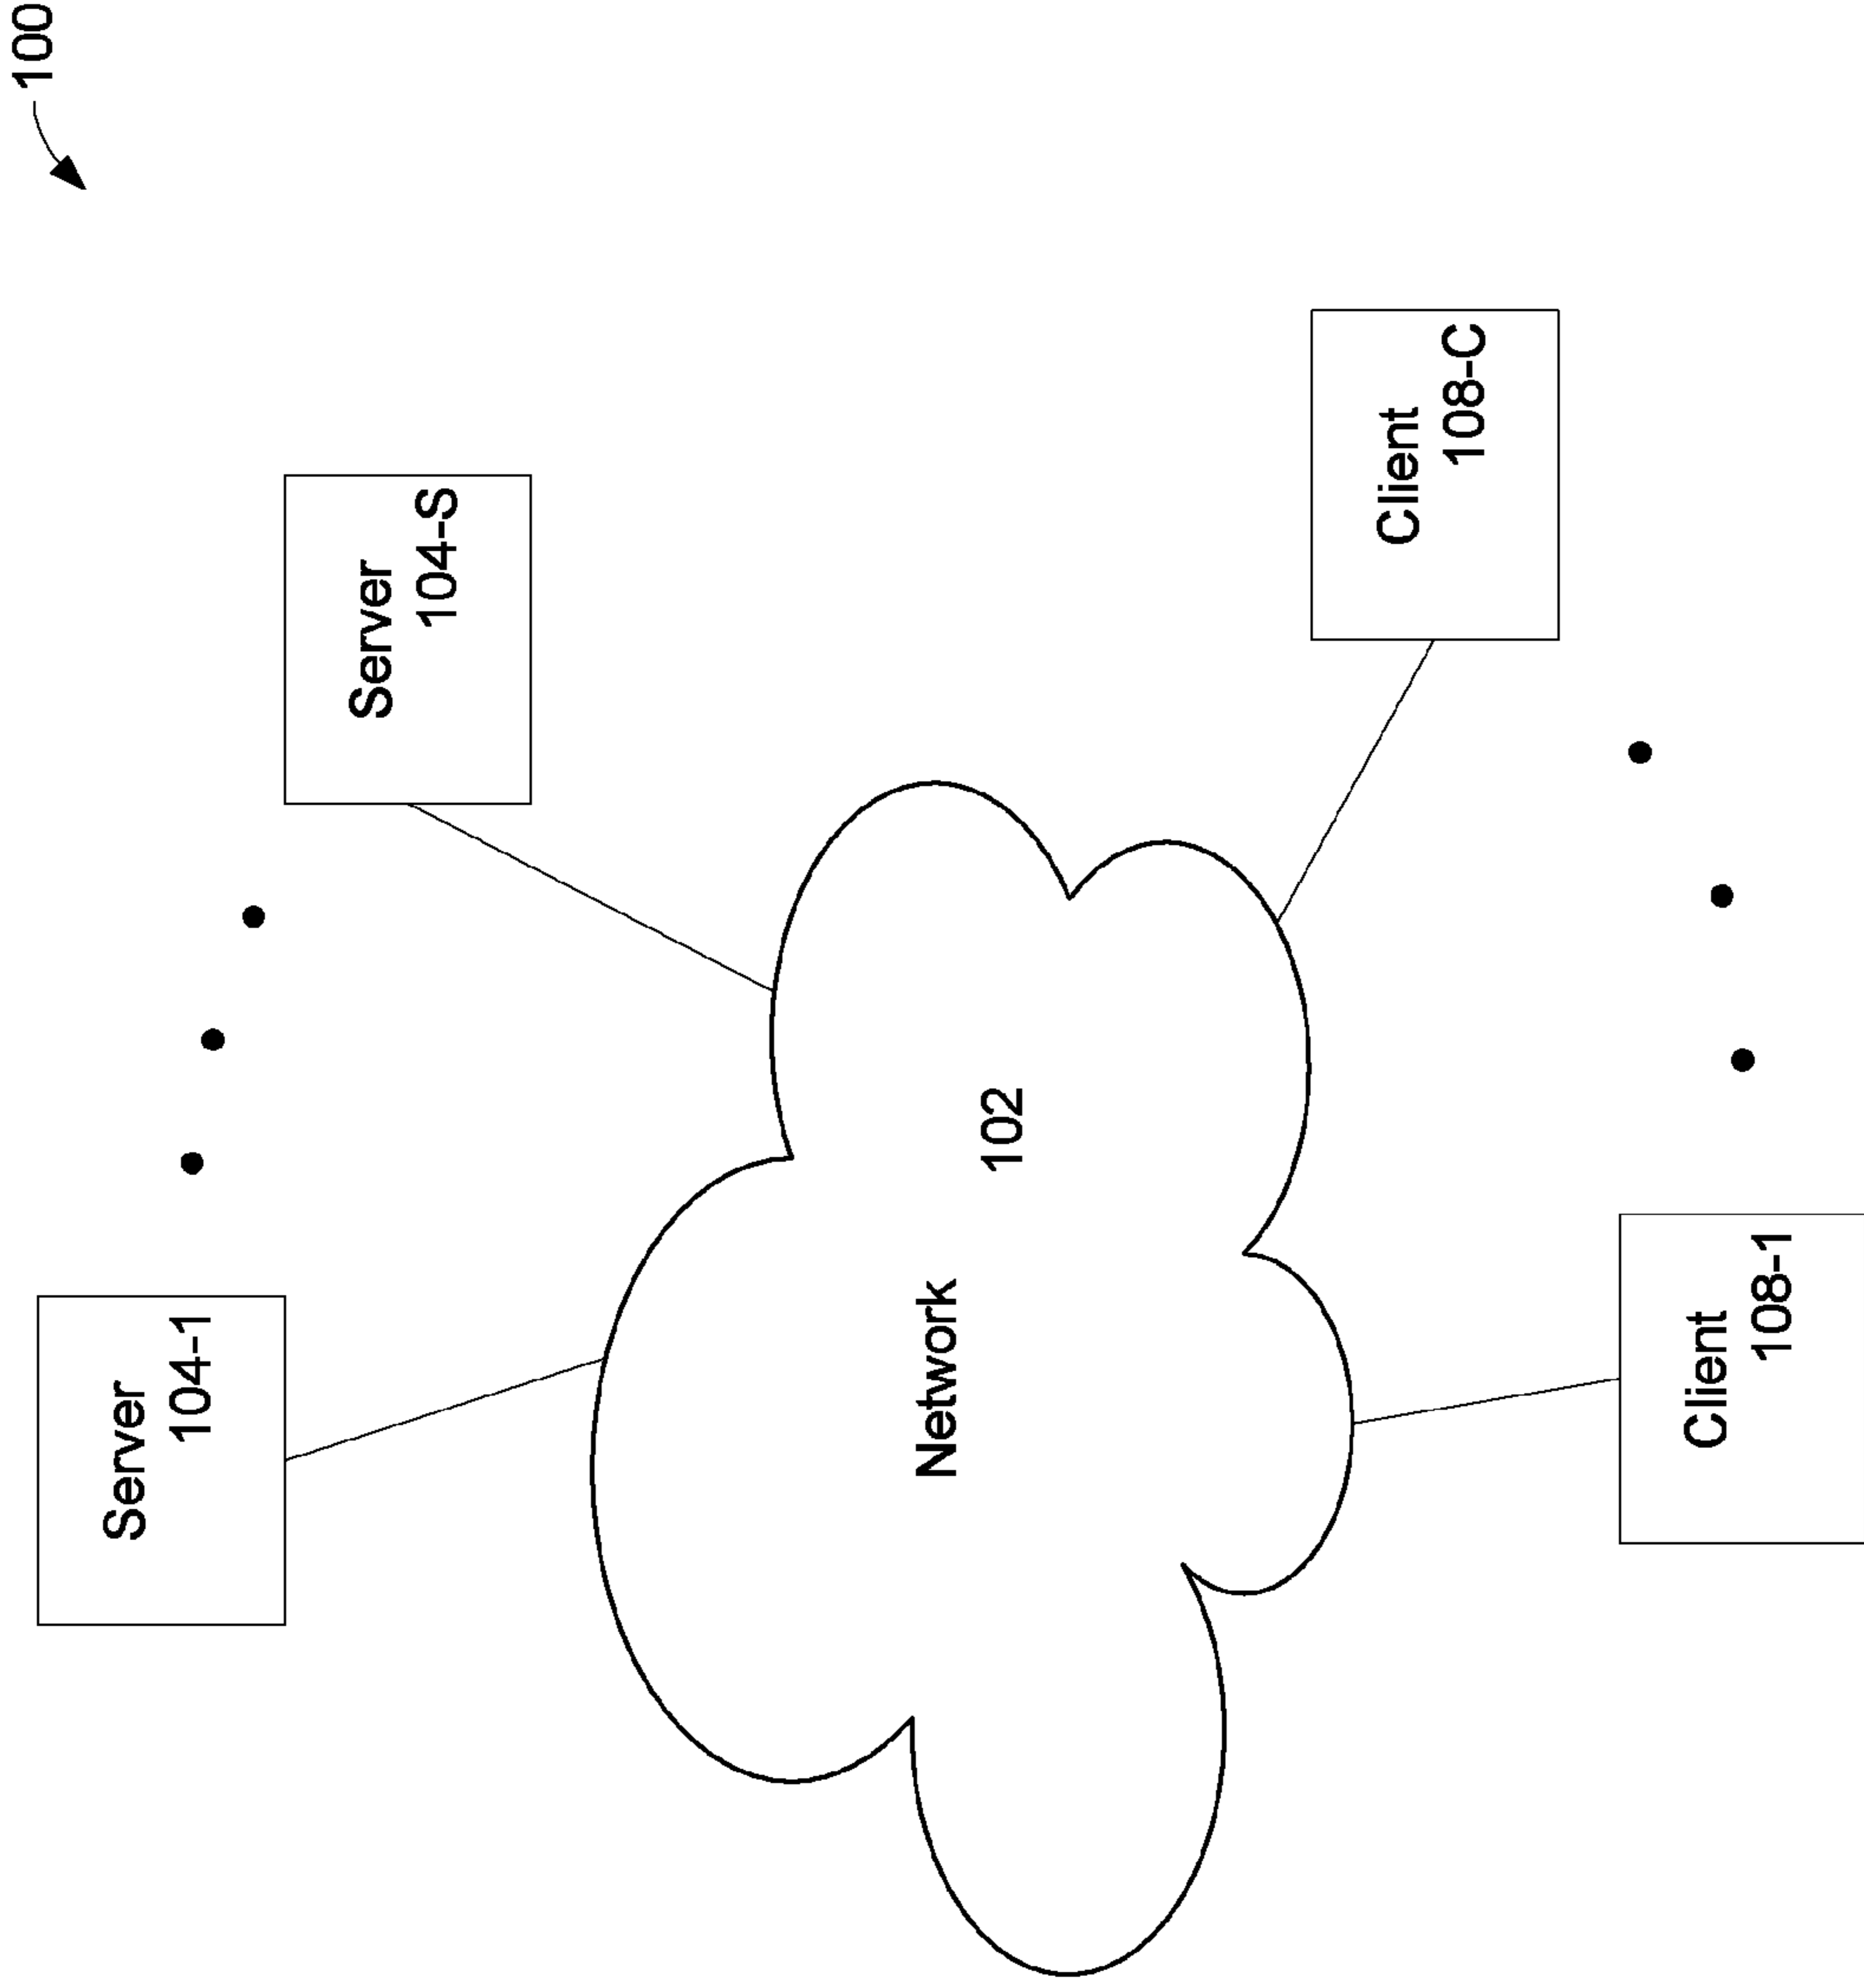 100
Server
104-1
Server
104-S
Network
102
Client
108-1
Client
108-C